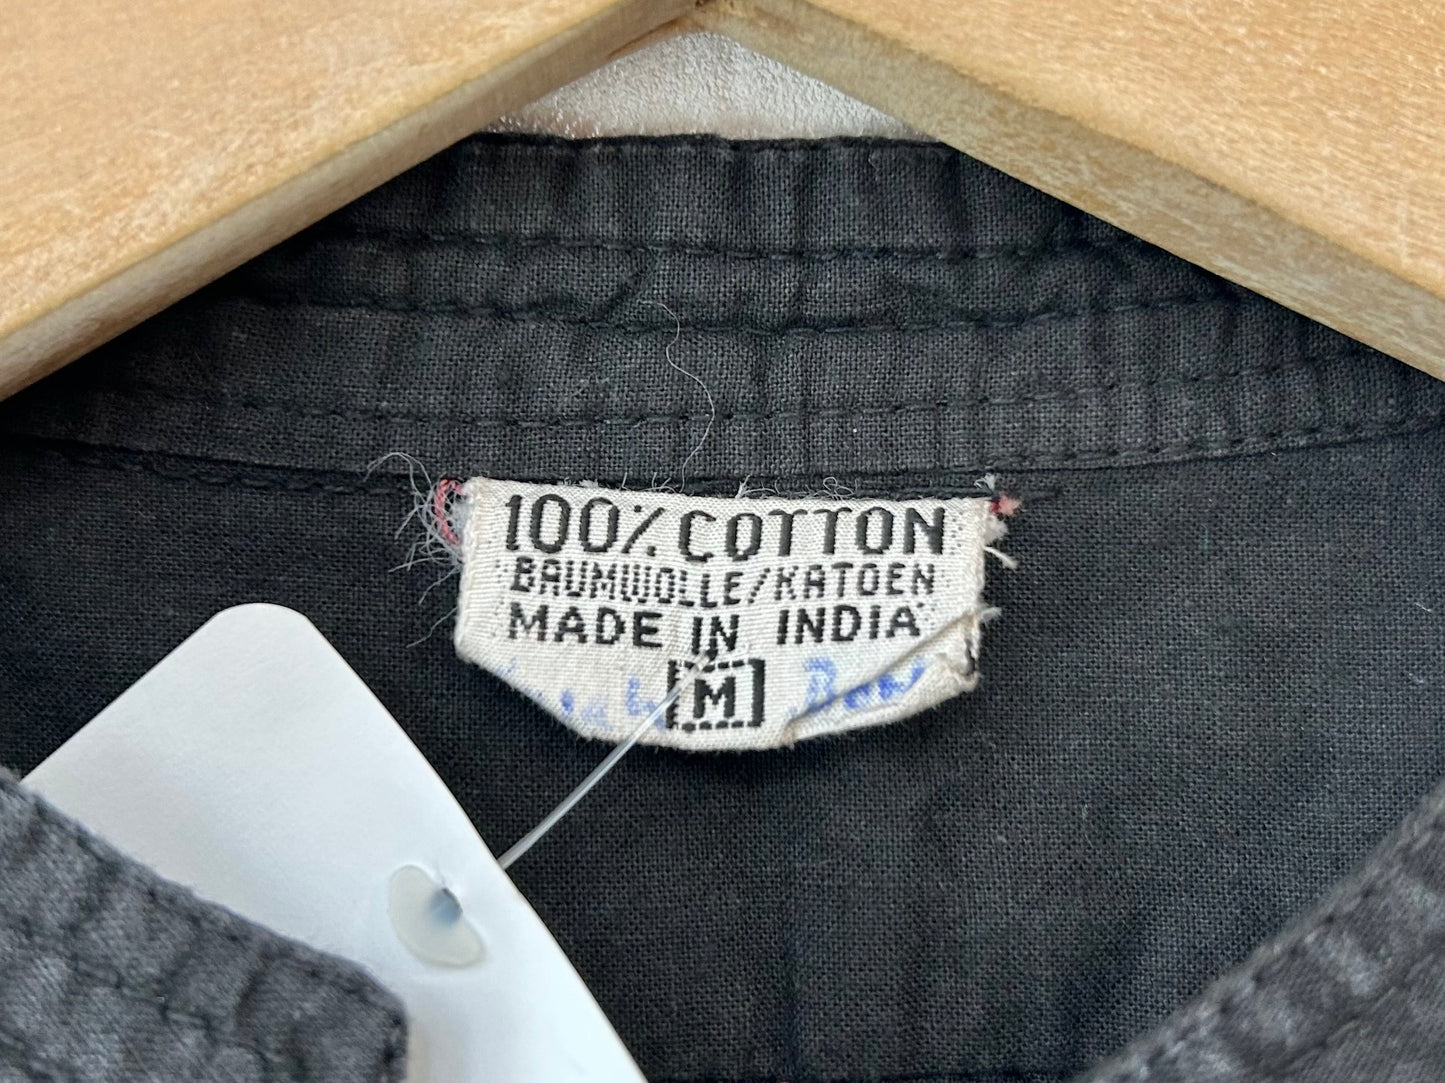 100% COTTON
BAUMWOLLE/KATOEN
MADE IN INDIA
M